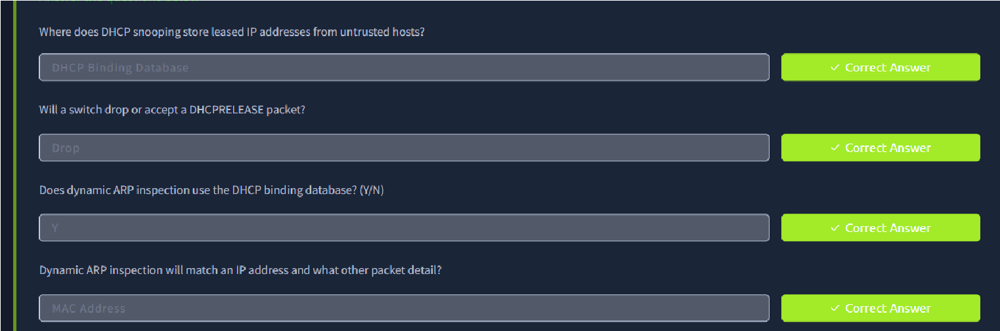 Where does DHCP snooping store leased IP addresses from untrusted hosts?
DHCP Binding Database
✓ Correct Answer
Will a switch drop or accept a DHCPRELEASE packet?
Drop
✓ Correct Answer
Does dynamic ARP inspection use the DHCP binding database? (Y/N)
Y
✓ Correct Answer
Dynamic ARP inspection will match an IP address and what other packet detail?
MAC Address
✓ Correct Answer